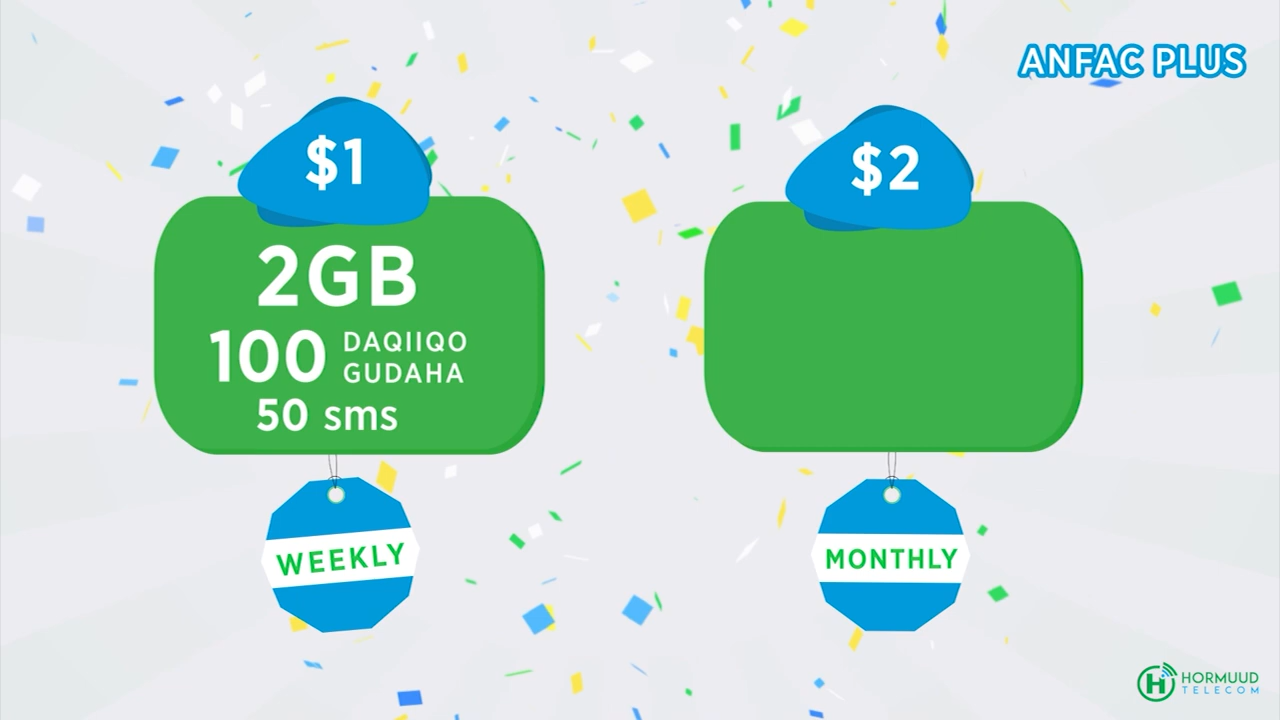 ANFAC PLUS
$1
2GB
100 DAQIIQO
GUDAHA
50 sms
WEEKLY
$2
MONTHLY
HORMUUD
TELECOM